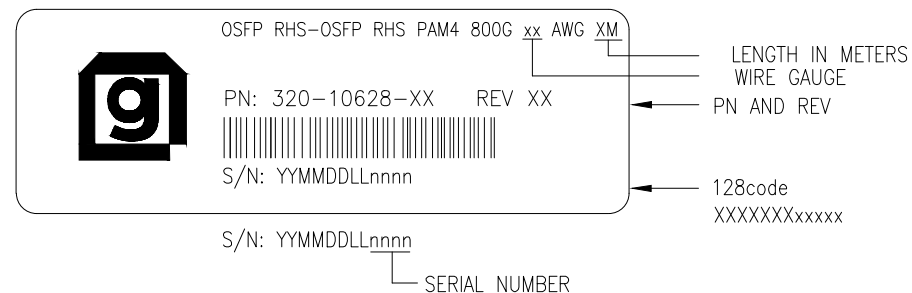 OSFP RHS-OSFP RHS PAM4 800G xx AWG XM
LENGTH IN METERS
WIRE GAUGE
g
PN: 320-10628-XX REV XX
PN AND REV
S/N: YYMMDDLLnnnn
128code
XXXXXXXxxxxx
S/N: YYMMDDLLnnnn
SERIAL NUMBER